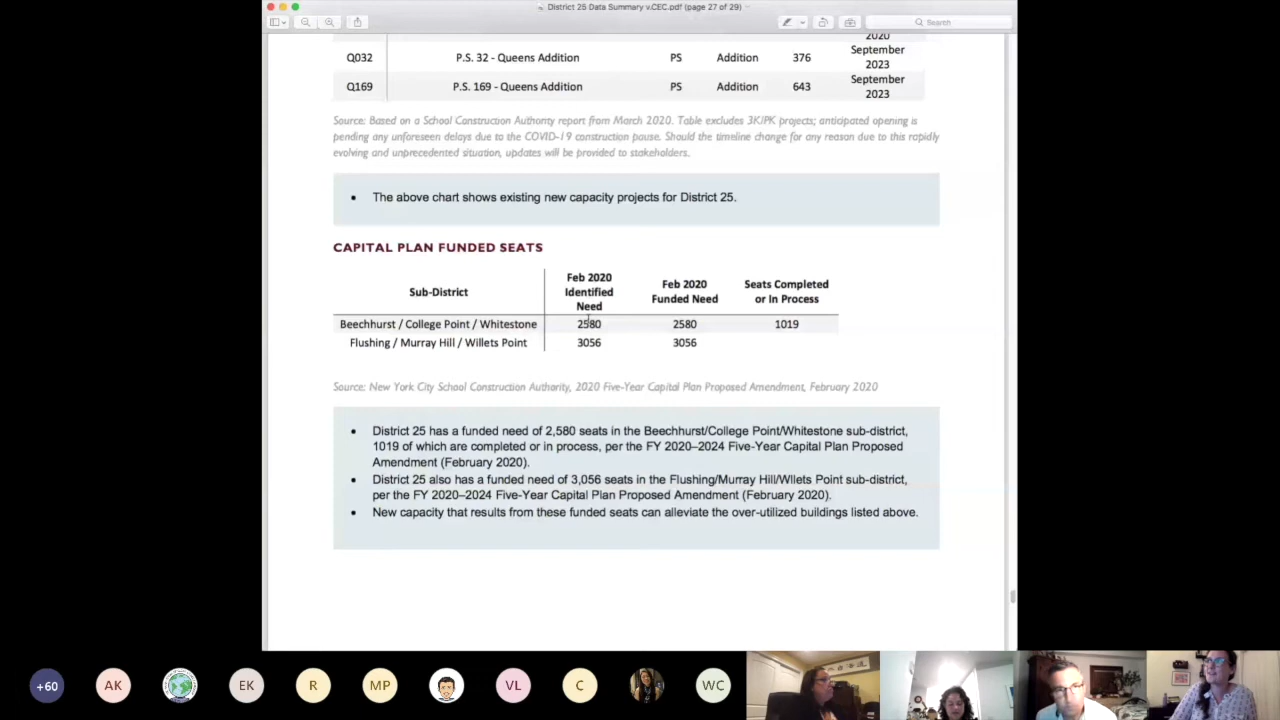 District 25 Data Summary v.CEC.pdf (page 27 of 29)
Search
2020
Q032 P.S. 32 - Queens Addition PS Addition 376 September 2023
Q169 P.S. 169 - Queens Addition PS Addition 643 September 2023
Source: Based on a School Construction Authority report from March 2020. Table excludes 3K/PK projects; anticipated opening is
pending any unforeseen delays due to the COVID-19 construction pause. Should the timeline change for any reason due to this rapidly
evolving and unprecedented situation, updates will be provided to stakeholders.
• The above chart shows existing new capacity projects for District 25.
CAPITAL PLAN FUNDED SEATS
Sub-District Feb 2020 Identified Need Feb 2020 Funded Need Seats Completed or In Process
Beechhurst / College Point / Whitestone 2580 2580 1019
Flushing / Murray Hill / Willets Point 3056 3056
Source: New York City School Construction Authority, 2020 Five-Year Capital Plan Proposed Amendment, February 2020
• District 25 has a funded need of 2,580 seats in the Beechhurst/College Point/Whitestone sub-district,
1019 of which are completed or in process, per the FY 2020–2024 Five-Year Capital Plan Proposed
Amendment (February 2020).
• District 25 also has a funded need of 3,056 seats in the Flushing/Murray Hill/Wllets Point sub-district,
per the FY 2020–2024 Five-Year Capital Plan Proposed Amendment (February 2020).
• New capacity that results from these funded seats can alleviate the over-utilized buildings listed above.
+60 AK EK R MP VL C WC